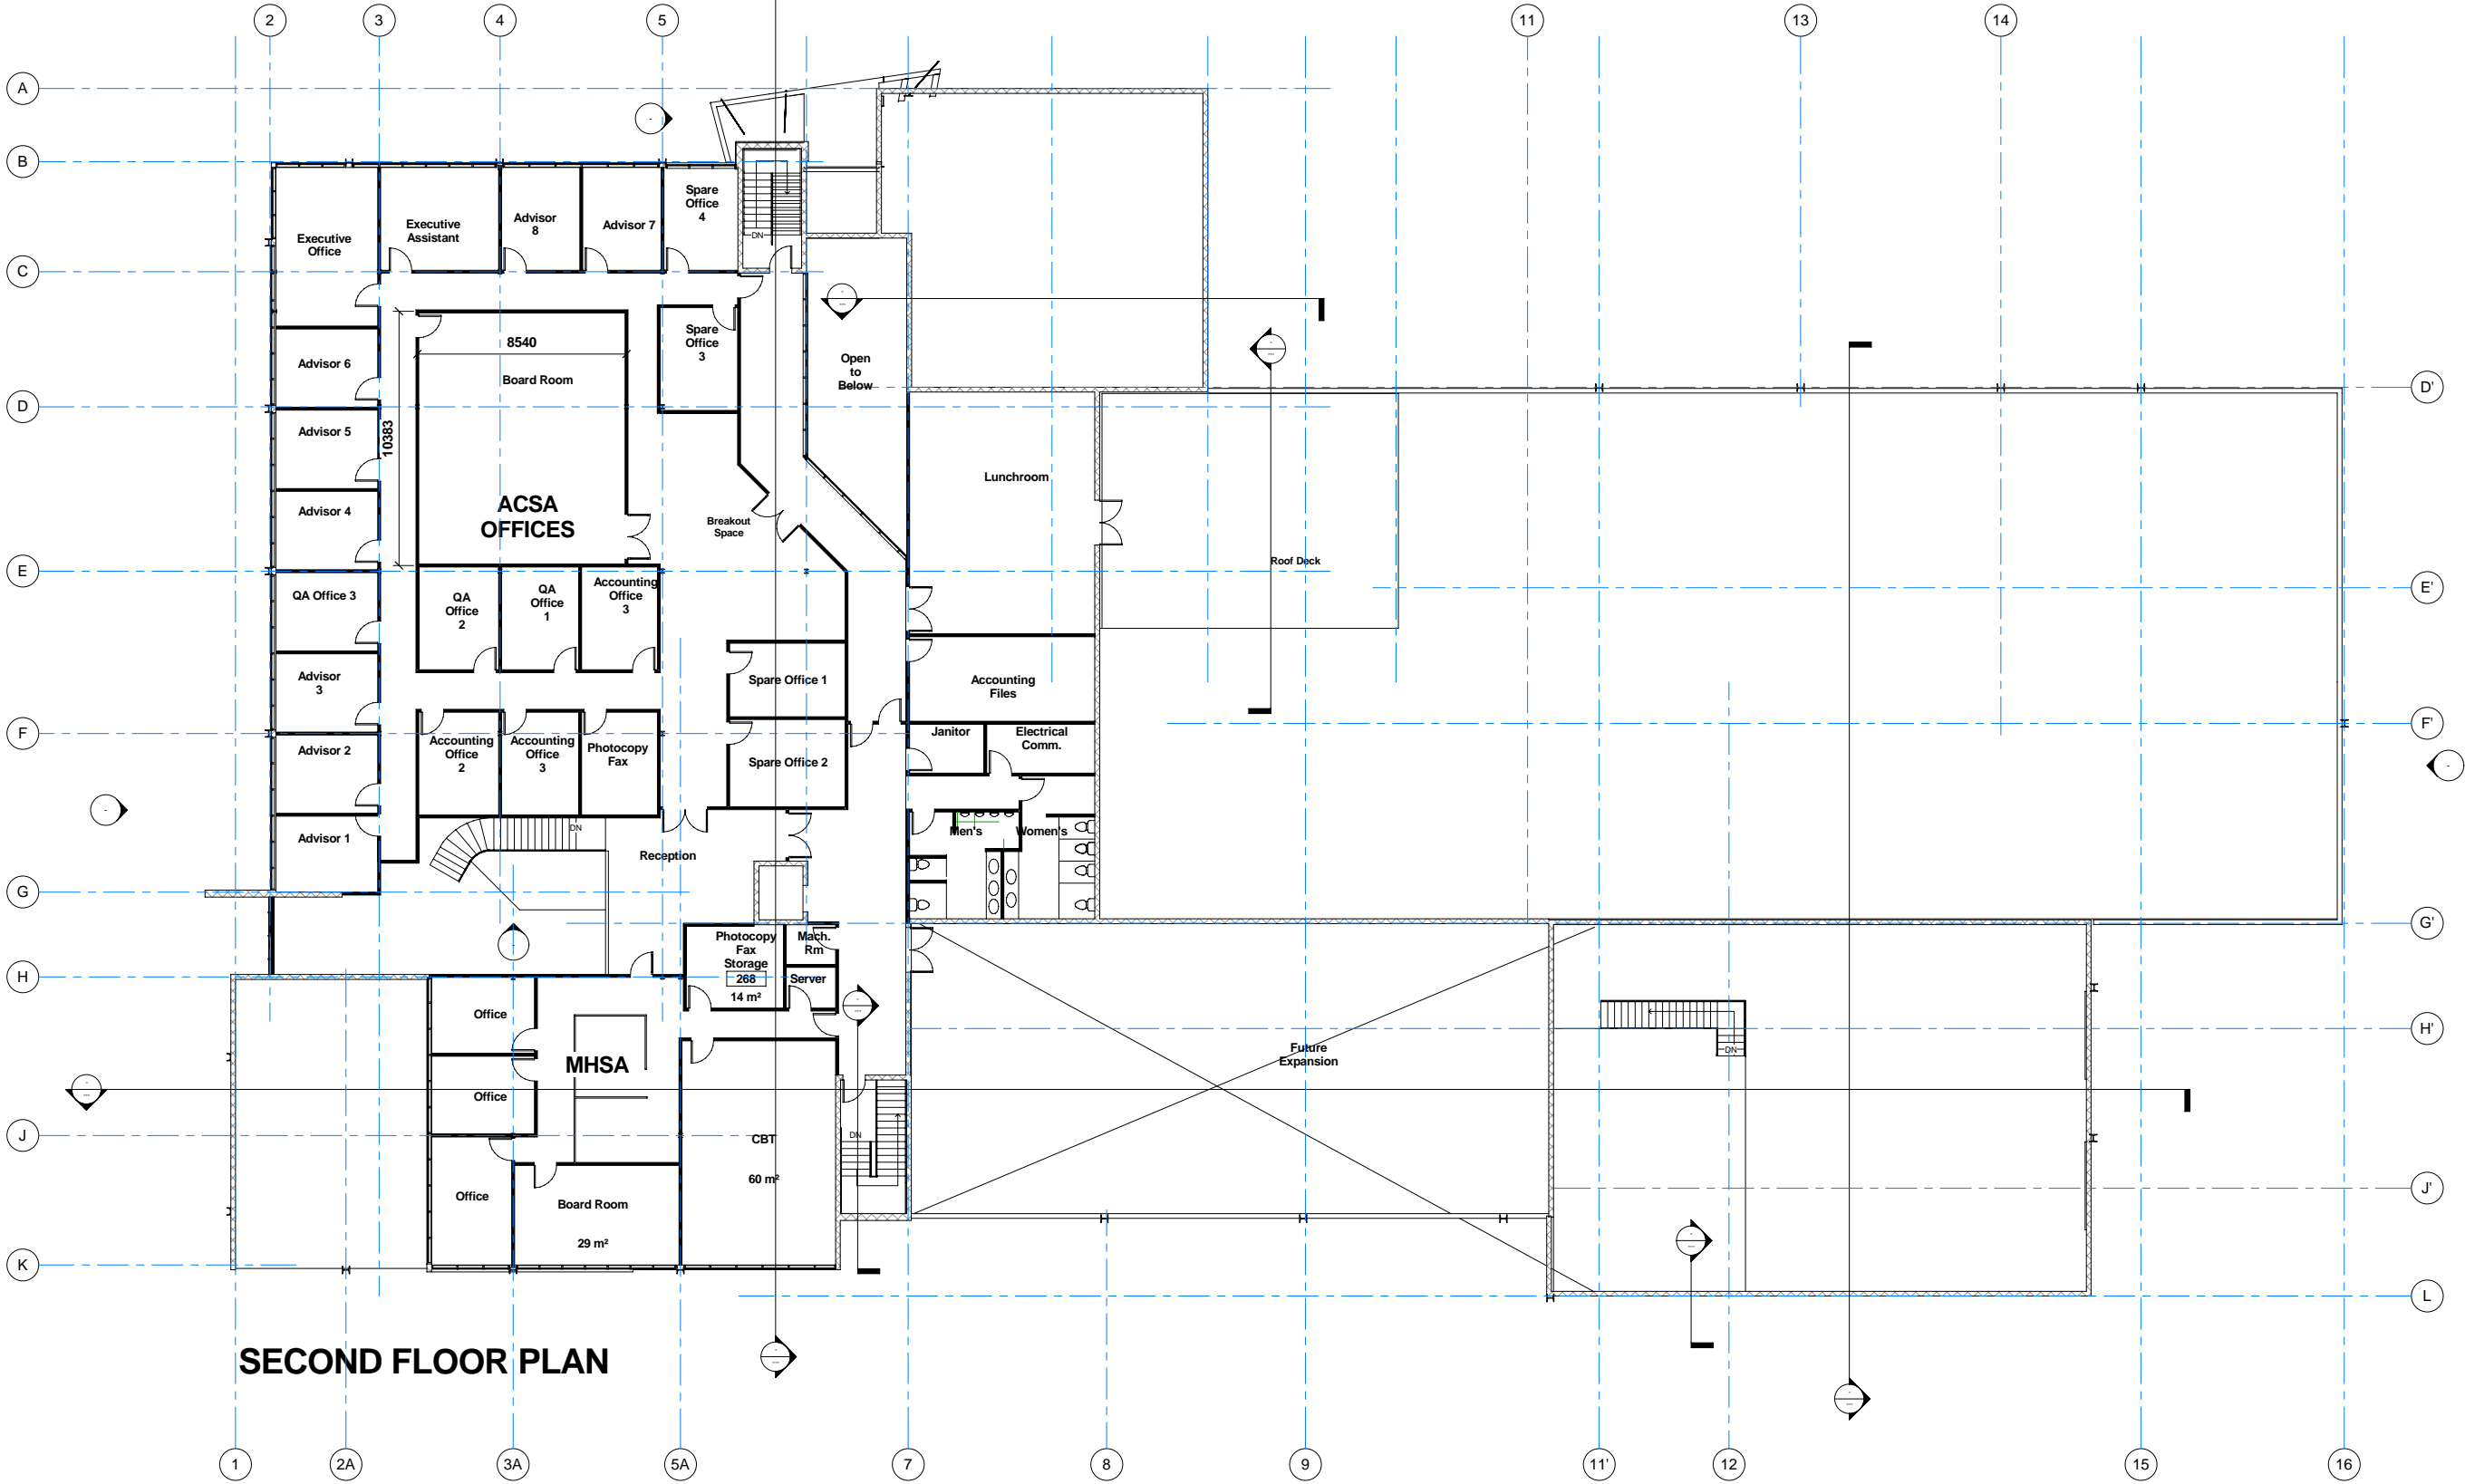 2
3
4
5
11
13
14
A
B
C
D
E
F
G
H
J
K
D'
E'
F'
G'
H'
J'
L
Executive
Office
Executive
Assistant
Advisor
8
Advisor 7
Spare
Office
4
DN
Advisor 6
8540
Board Room
Spare
Office
3
Open
to
Below
Advisor 5
10383
Advisor 4
ACSA
OFFICES
Breakout
Space
Lunchroom
Roof Deck
QA Office 3
QA
Office
2
QA
Office
1
Accounting
Office
3
Advisor
3
Spare Office 1
Accounting
Files
Advisor 2
Accounting
Office
2
Accounting
Office
3
Photocopy
Fax
Spare Office 2
Janitor
Electrical
Comm.
Advisor 1
DN
Reception
Men's
Women's
Photocopy
Fax
Storage
268
14 m²
Mach.
Rm
Server
Office
MHSA
Office
Future
Expansion
DN
CBT
60 m²
DN
Office
Board Room
29 m²
SECOND FLOOR PLAN
1
2A
3A
5A
7
8
9
11'
12
15
16